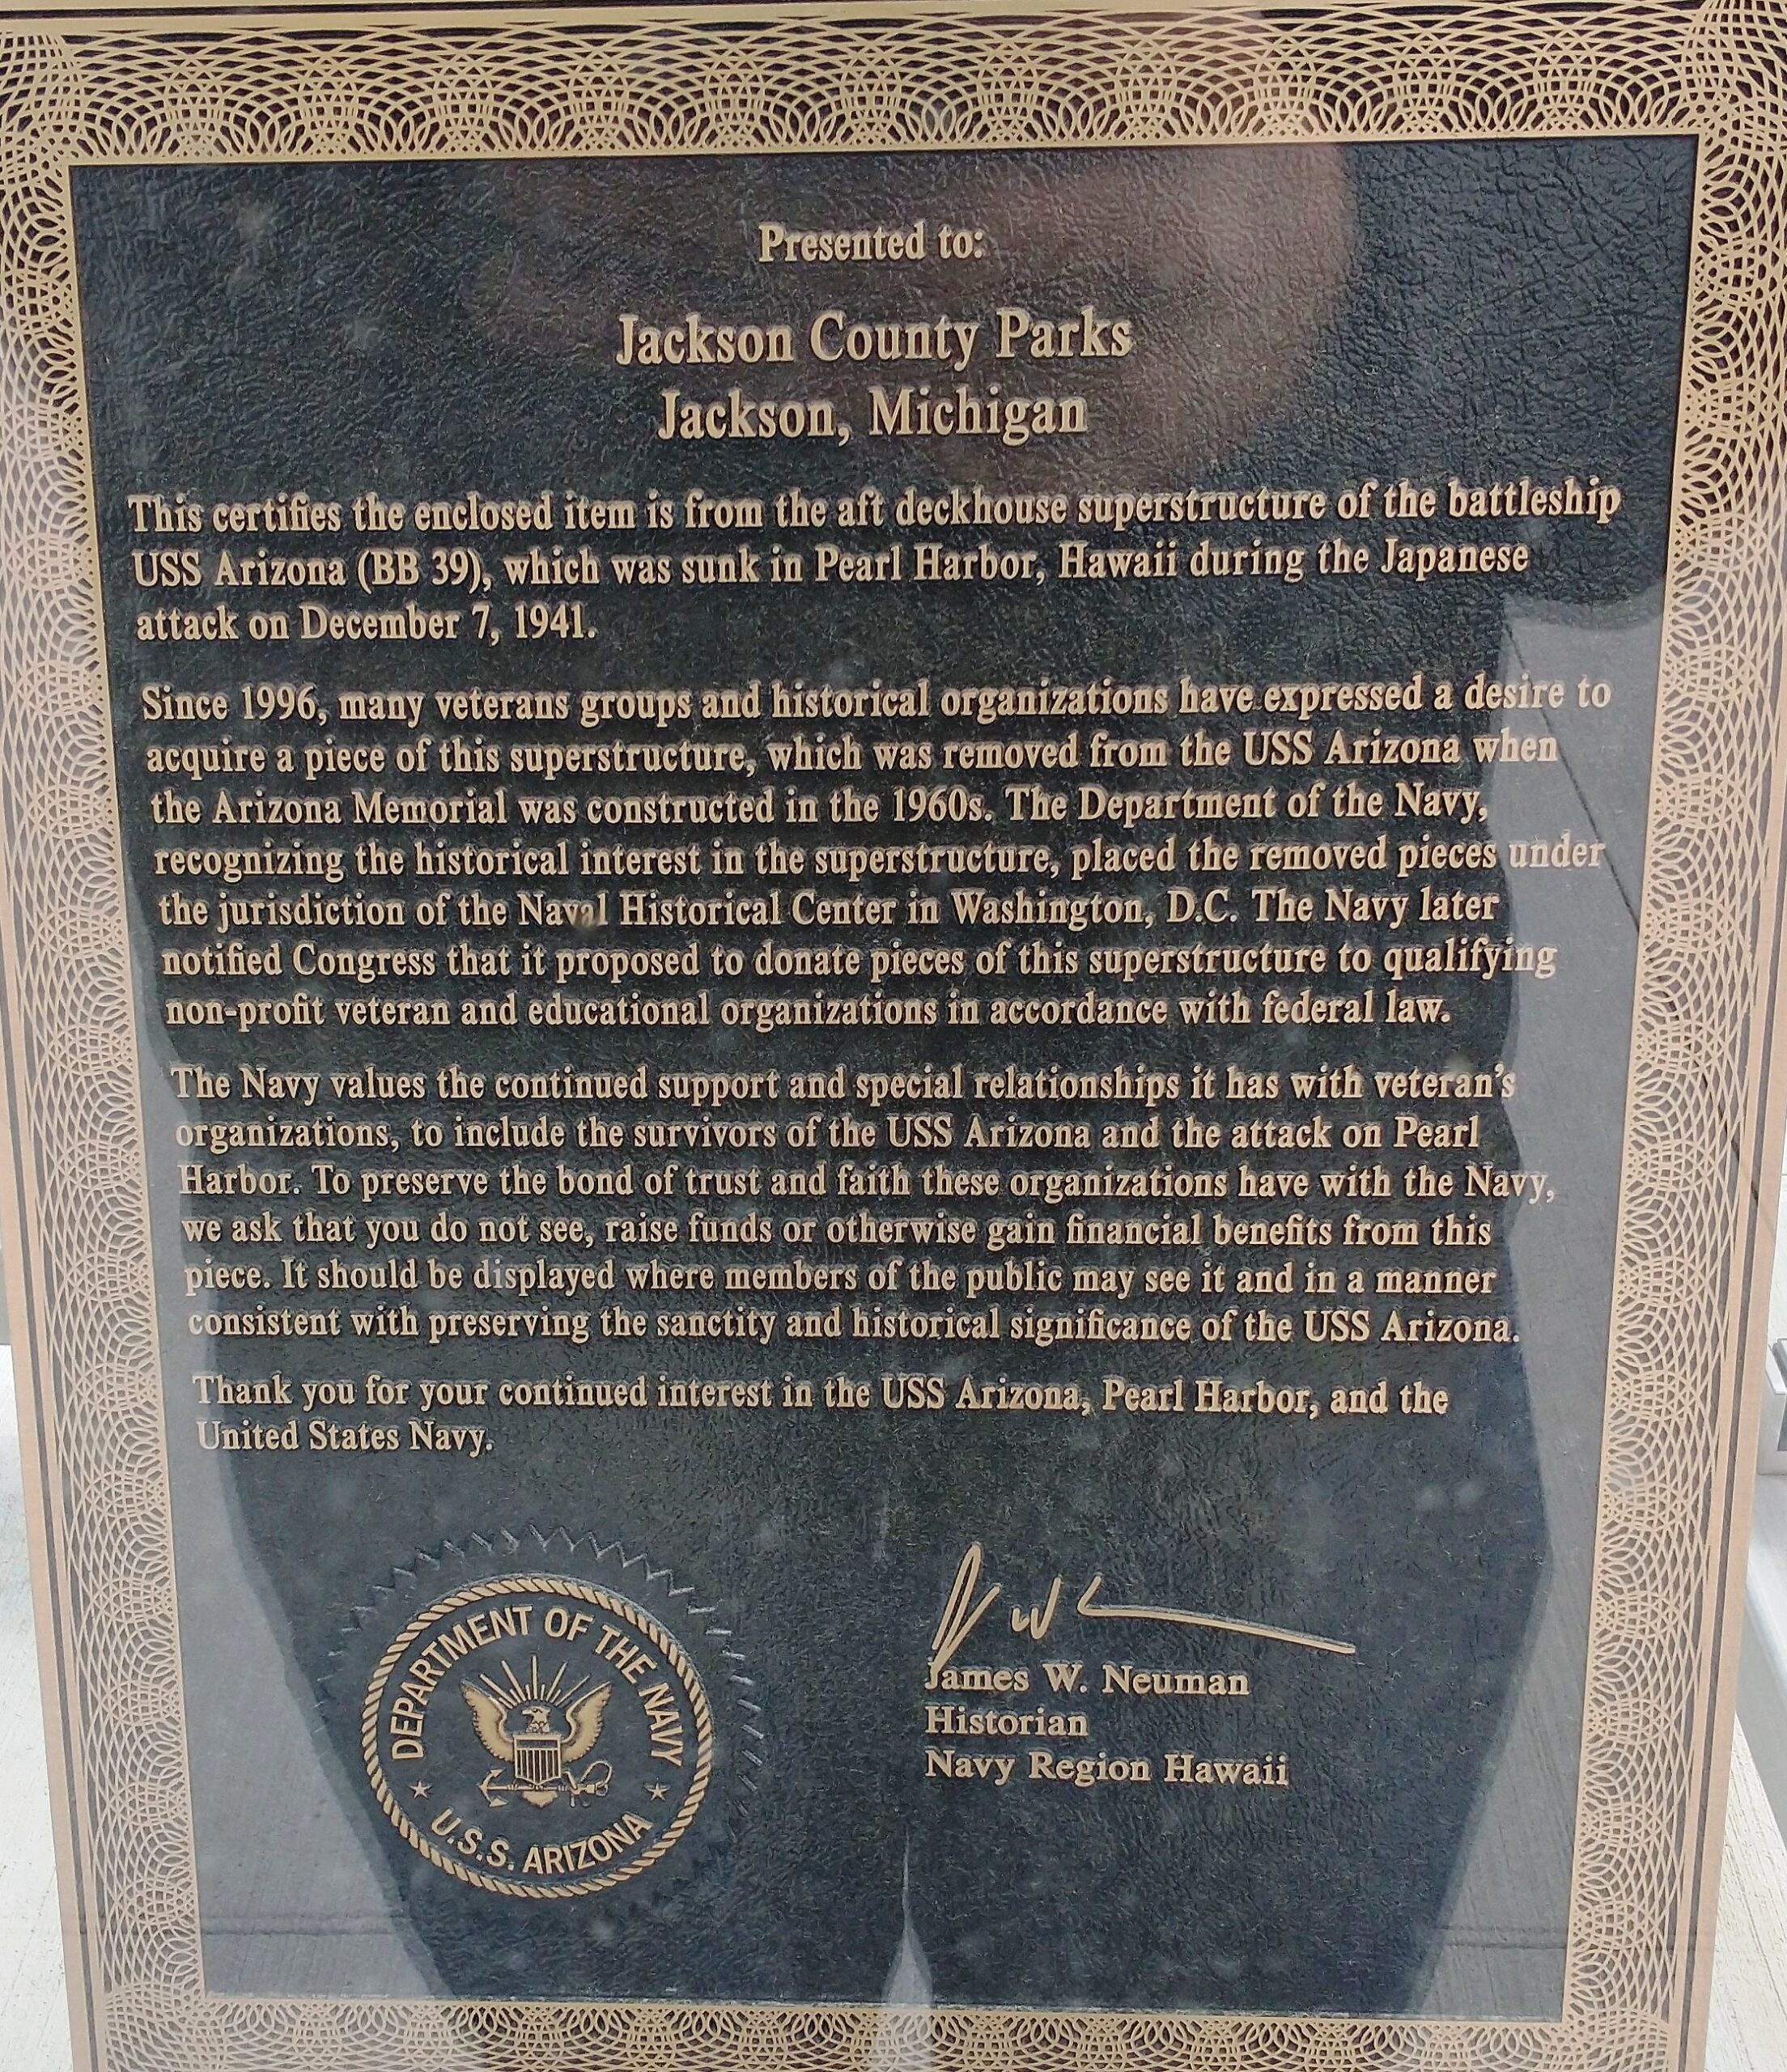 Presented to:
Jackson County Parks
Jackson, Michigan
This certifies the enclosed item is from the aft deckhouse superstructure of the battleship
USS Arizona (BB 39), which was sunk in Pearl Harbor, Hawaii during the Japanese
attack on December 7, 1941.
Since 1996, many veterans groups and historical organizations have expressed a desire to
acquire a piece of this superstructure, which was removed from the USS Arizona when
the Arizona Memorial was constructed in the 1960s. The Department of the Navy,
recognizing the historical interest in the superstructure, placed the removed pieces under
the jurisdiction of the Naval Historical Center in Washington, D.C. The Navy later
notified Congress that it proposed to donate pieces of this superstructure to qualifying
non-profit veteran and educational organizations in accordance with federal law.
The Navy values the continued support and special relationships it has with veteran's
organizations, to include the survivors of the USS Arizona and the attack on Pearl
Harbor. To preserve the bond of trust and faith these organizations have with the Navy,
we ask that you do not see, raise funds or otherwise gain financial benefits from this
piece. It should be displayed where members of the public may see it and in a manner
consistent with preserving the sanctity and historical significance of the USS Arizona.
Thank you for your continued interest in the USS Arizona, Pearl Harbor, and the
United States Navy.
DEPARTMENT OF THE NAVY
U.S.S. ARIZONA
James W. Neuman
Historian
Navy Region Hawaii